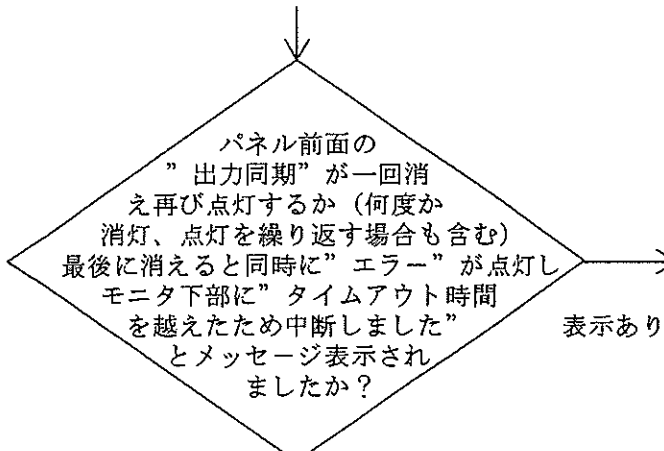 パネル前面の
”出力同期”が一回消
え再び点灯するか（何度か
消灯、点灯を繰り返す場合も含む）
最後に消えると同時に”エラー”が点灯し
モニタ下部に”タイムアウト時間
を越えたため中断しました”
とメッセージ表示され
ましたか？
表示あり